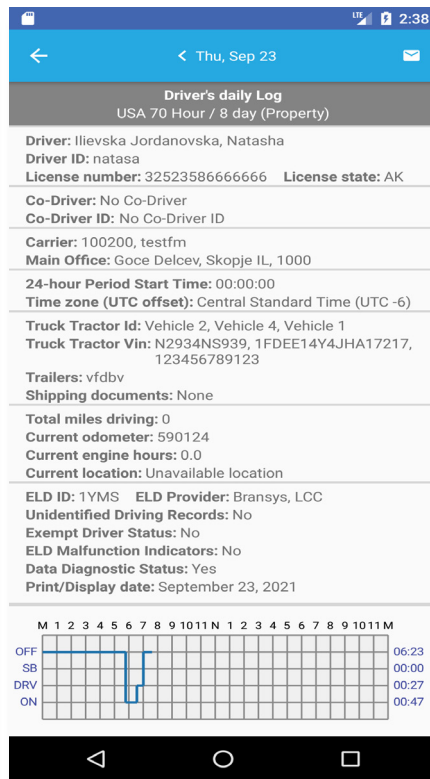 LTE 2:38
< Thu, Sep 23
Driver's daily Log
USA 70 Hour / 8 day (Property)
Driver: Ilievska Jordanovska, Natasha
Driver ID: natasa
License number: 32523586666666 License state: AK
Co-Driver: No Co-Driver
Co-Driver ID: No Co-Driver ID
Carrier: 100200, testfm
Main Office: Goce Delcev, Skopje IL, 1000
24-hour Period Start Time: 00:00:00
Time zone (UTC offset): Central Standard Time (UTC -6)
Truck Tractor Id: Vehicle 2, Vehicle 4, Vehicle 1
Truck Tractor Vin: N2934NS939, 1FDEE14Y4JHA17217,
123456789123
Trailers: vfdbv
Shipping documents: None
Total miles driving: 0
Current odometer: 590124
Current engine hours: 0.0
Current location: Unavailable location
ELD ID: 1YMS ELD Provider: Bransys, LCC
Unidentified Driving Records: No
Exempt Driver Status: No
ELD Malfunction Indicators: No
Data Diagnostic Status: Yes
Print/Display date: September 23, 2021
M 1 2 3 4 5 6 7 8 9 10 11 N 1 2 3 4 5 6 7 8 9 10 11 M
OFF 06:23
SB 00:00
DRV 00:27
ON 00:47